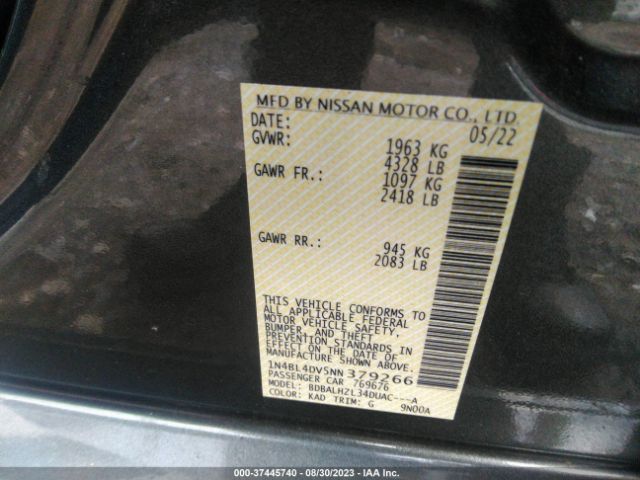 MFD BY NISSAN MOTOR CO., LTD.
DATE: 05/22
GVWR: 1963 KG
4328 LB
GAWR FR.: 1097 KG
2418 LB
GAWR RR.: 945 KG
2083 LB
THIS VEHICLE CONFORMS TO
ALL APPLICABLE FEDERAL
MOTOR VEHICLE SAFETY,
BUMPER, AND THEFT
PREVENTION STANDARDS IN
EFFECT ON THE DATE OF
MANUFACTURE SHOWN ABOVE.
1N4BL4DV5NN 379266
PASSENGER CAR 769676
MODEL: BDBALHZL34DUAC---A
COLOR: KAD TRIM: G 9N00A
000-37445740 - 08/30/2023 - IAA Inc.